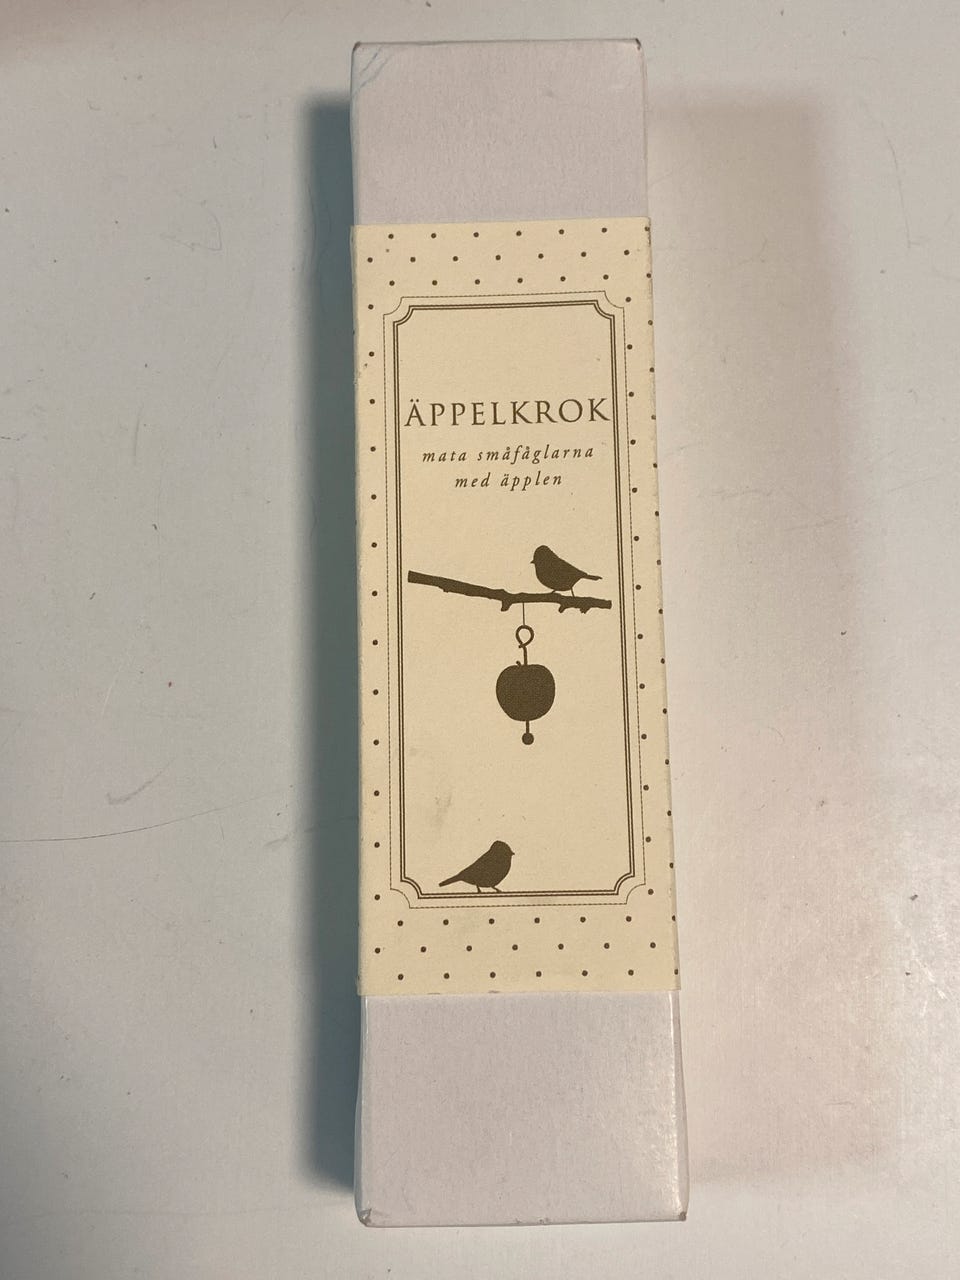 ÄPPELKROK
mata småfåglarna
med äpplen